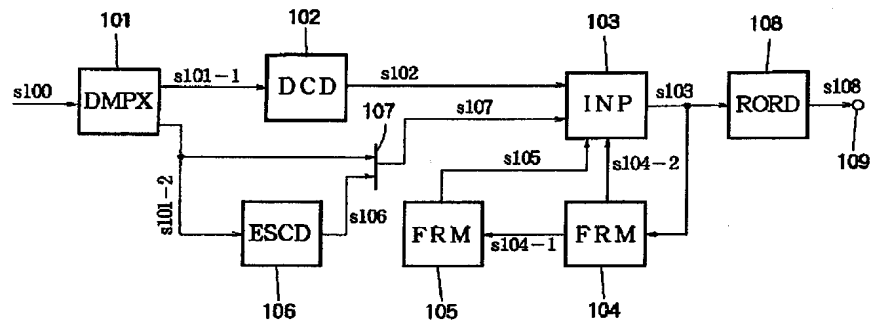 101
102
103
108
s100
DMPX
s101-1
DCD
s102
INP
s103
RORD
s108
107
s107
109
s101-2
s105
s104-2
ESCD
s106
FRM
s104-1
FRM
106
105
104